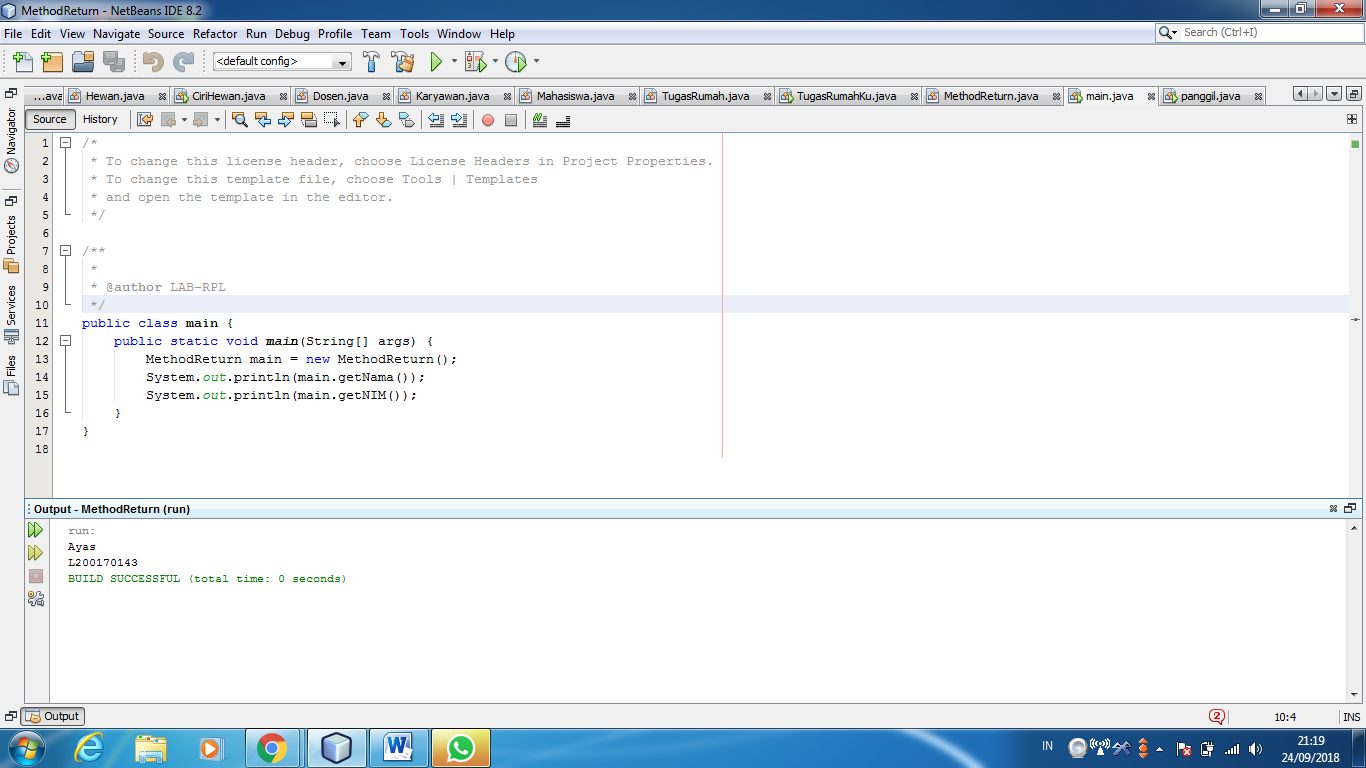 MethodReturn - NetBeans IDE 8.2
File Edit View Navigate Source Refactor Run Debug Profile Team Tools Window Help
Search (Ctrl+I)
<default config>
...ava Hewan.java CiriHewan.java Dosen.java Karyawan.java Mahasiswa.java TugasRumah.java TugasRumahKu.java MethodReturn.java main.java panggil.java
Source History
Navigator
Projects
Services
Files
1 /*
2 * To change this license header, choose License Headers in Project Properties.
3 * To change this template file, choose Tools | Templates
4 * and open the template in the editor.
5 */
6
7 /**
8 *
9 * @author LAB-RPL
10 */
11 public class main {
12 public static void main(String[] args) {
13 MethodReturn main = new MethodReturn();
14 System.out.println(main.getNama());
15 System.out.println(main.getNIM());
16 }
17 }
18
Output - MethodReturn (run)
run:
Ayas
L200170143
BUILD SUCCESSFUL (total time: 0 seconds)
Output
2
10:4
INS
IN
21:19
24/09/2018